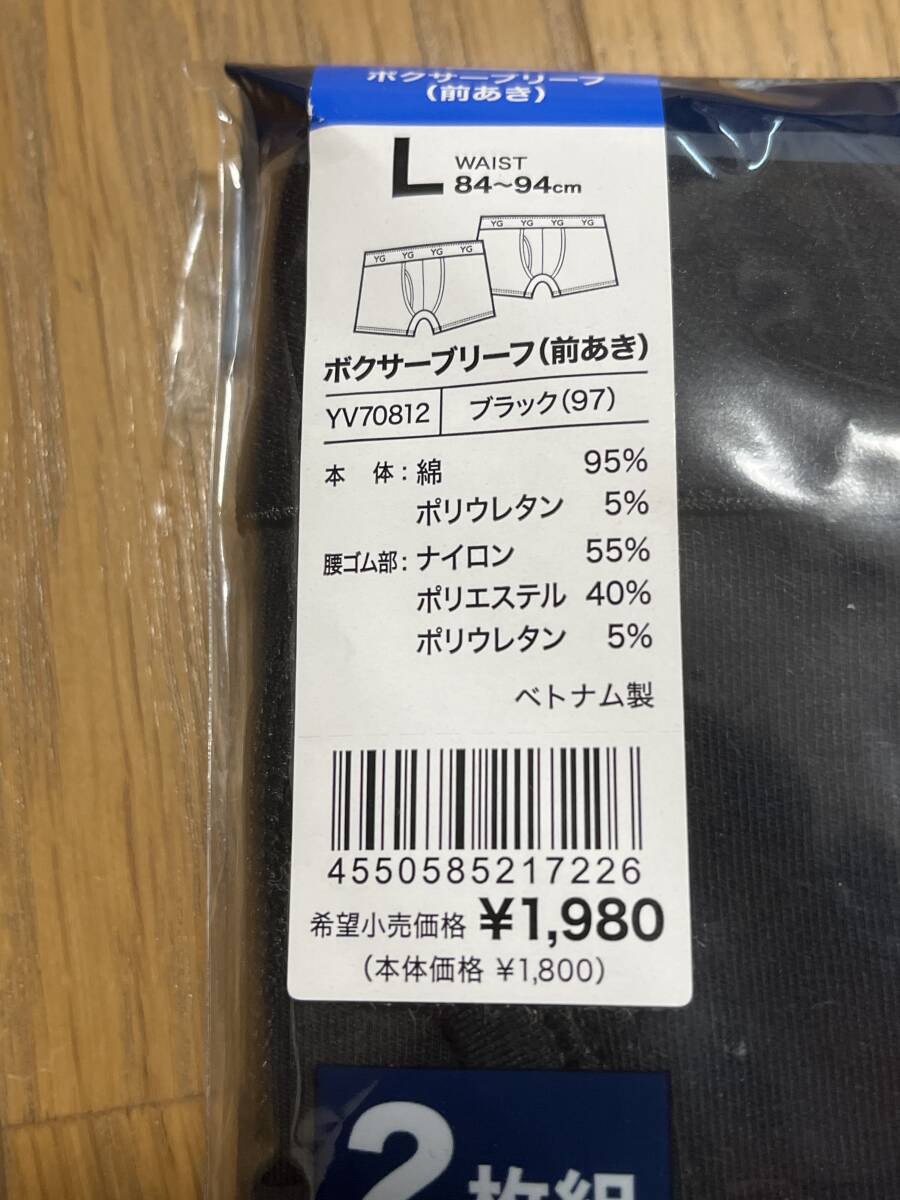 ボクサーブリーフ
(前あき)
L WAIST
84~94cm
YG YG YG YG
YG YG YG YG
ボクサーブリーフ(前あき)
YV70812 ブラック(97)
本 体:綿 95%
ポリウレタン 5%
腰ゴム部:ナイロン 55%
ポリエステル 40%
ポリウレタン 5%
ベトナム製
4550585217226
希望小売価格 ¥1,980
(本体価格 ¥1,800)
2枚組